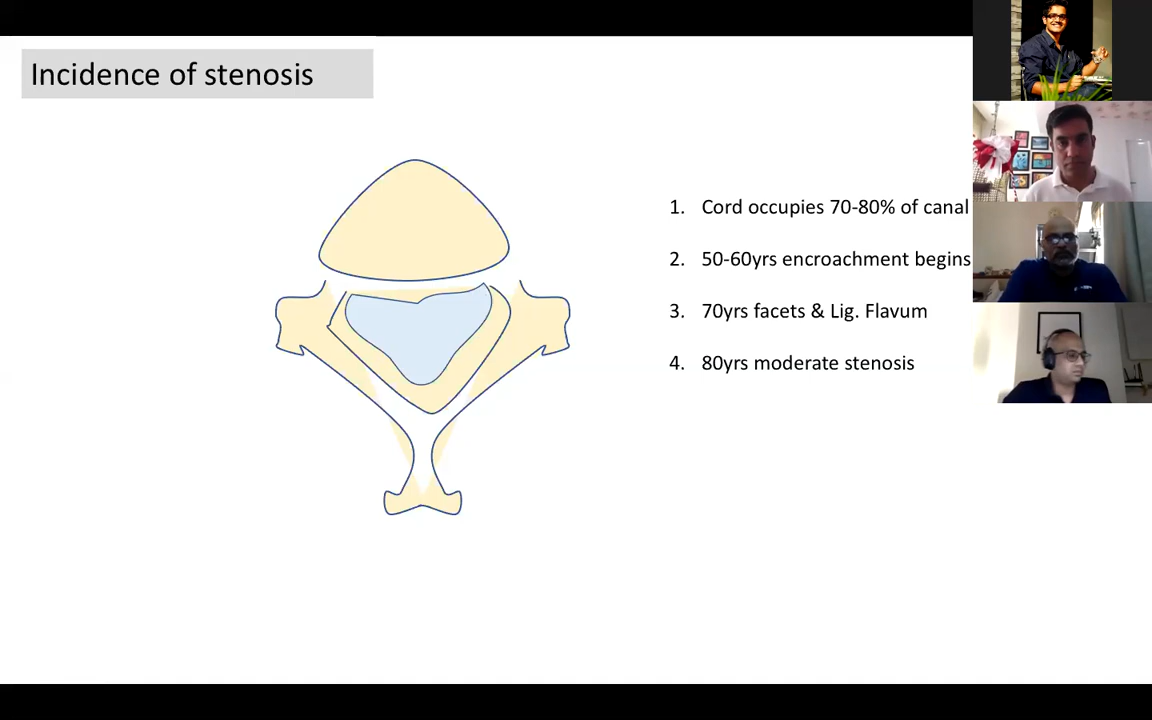 Incidence of stenosis
1. Cord occupies 70-80% of canal
2. 50-60yrs encroachment begins
3. 70yrs facets & Lig. Flavum
4. 80yrs moderate stenosis